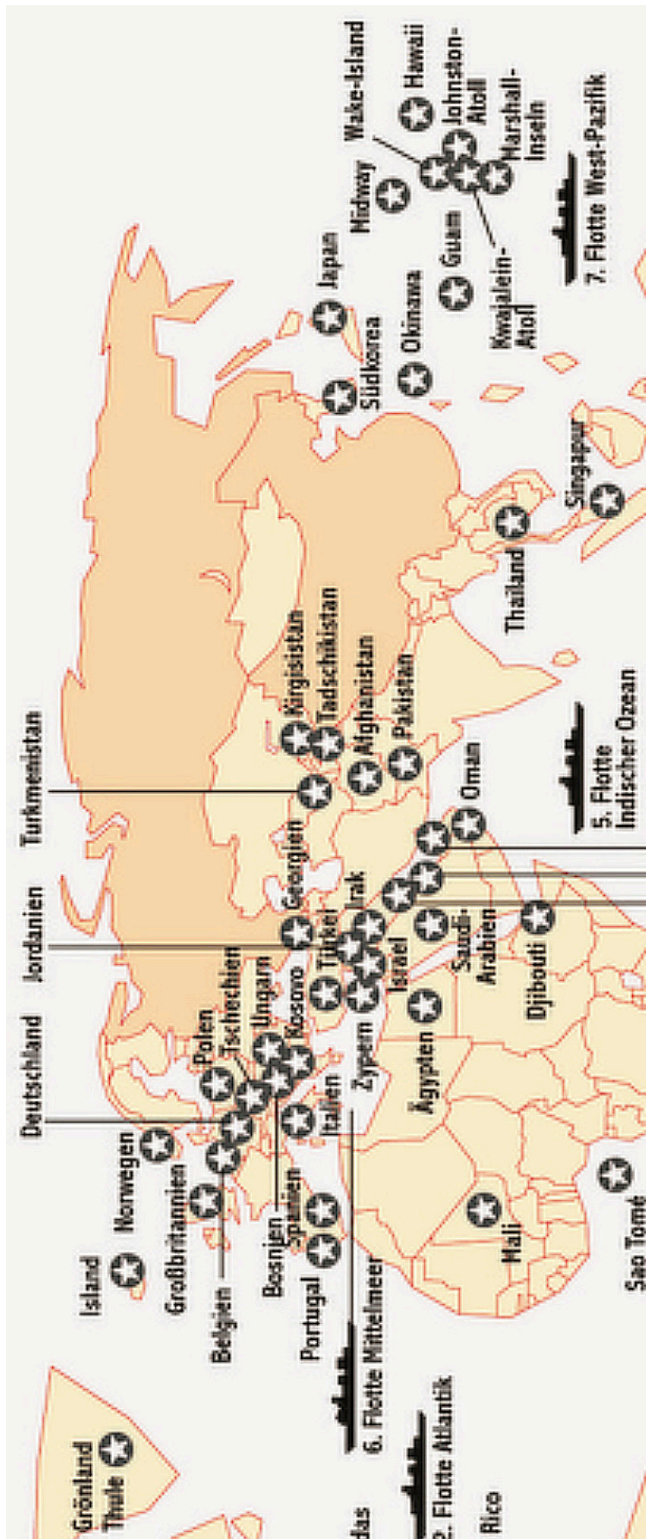 Grönland
Thule
Island
Norwegen
Großbritannien
Belgien
Deutschland
Polen
Tschechien
Ungarn
Kosovo
Bosnien
Spanien
Portugal
Italien
6. Flotte Mittelmeer
2. Flotte Atlantik
das
Rico
Jordanien
Turkmenistan
Georgien
Türkei
Irak
Zypern
Israel
Ägypten
Saudi-
Arabien
Djibouti
Mali
Sao Tomé
Oman
Kirgisistan
Tadschikistan
Afghanistan
Pakistan
5. Flotte
Indischer Ozean
Thailand
Singapur
Südkorea
Japan
Okinawa
Guam
Midway
Wake-Island
Hawaii
Johnston-
Atoll
Marshall-
Inseln
Kwajalein-
Atoll
7. Flotte West-Pazifik